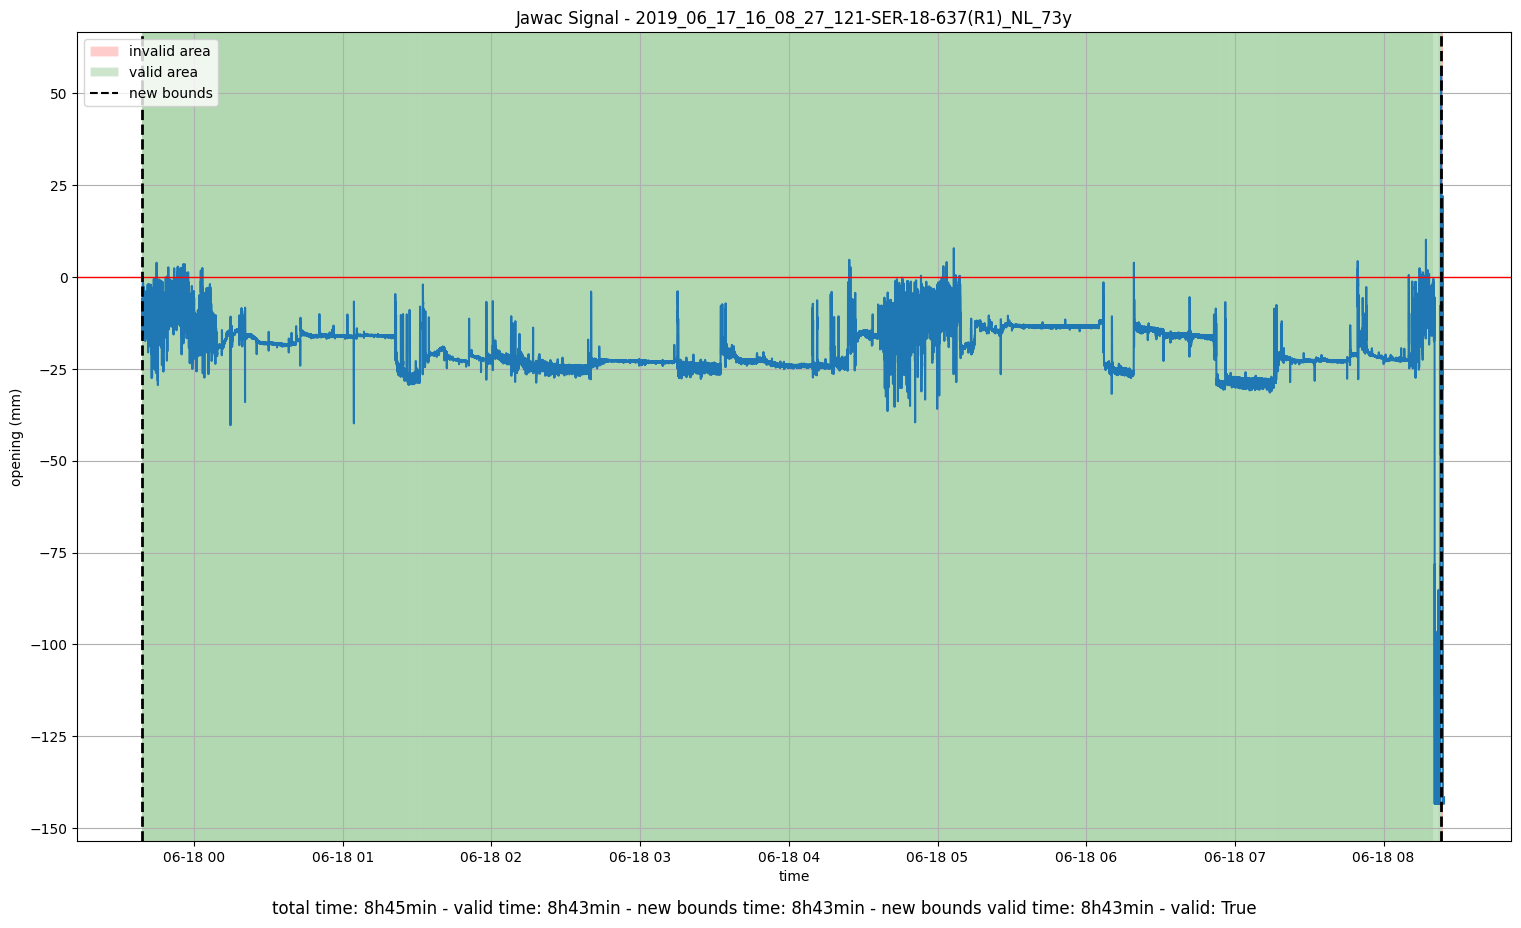 Jawac Signal - 2019_06_17_16_08_27_121-SER-18-637(R1)_NL_73y
invalid area
valid area
new bounds
50
25
0
−25
−50
−75
−100
−125
−150
opening (mm)
06-18 00
06-18 01
06-18 02
06-18 03
06-18 04
06-18 05
06-18 06
06-18 07
06-18 08
time
total time: 8h45min - valid time: 8h43min - new bounds time: 8h43min - new bounds valid time: 8h43min - valid: True